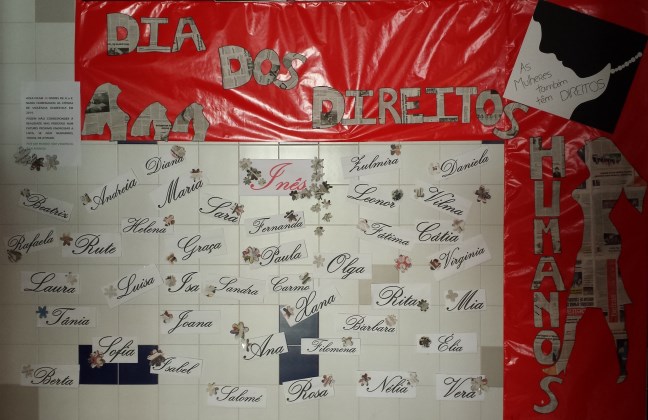 DIA
DOS
DIREITOS
HUMANOS
AS
Mulheres
também
têm DIREITOS
Diana
Zulmira
Daniela
Inês
Beatriz
Andreia
Maria
Leonor
Vilma
Sara
Helena
Fernanda
Fátima
Cátia
Rafaela
Rute
Graça
Paula
Olga
Virgínia
Laura
Luisa
Isa
Sandra
Carmo
Xana
Rita
Mia
Tânia
Joana
Barbara
Sofia
Ana
Filomena
Élia
Isabel
Berta
Salomé
Rosa
Nélia
Vera